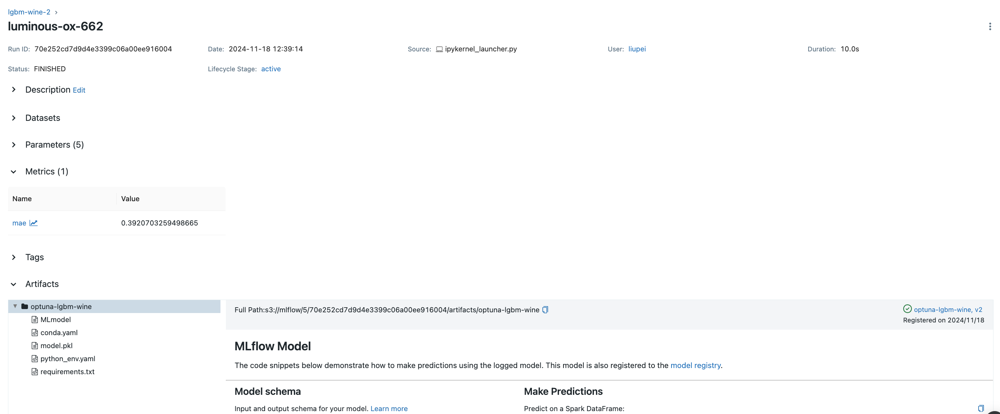 lgbm-wine-2 ›
luminous-ox-662
Run ID: 70e252cd7d9d4e3399c06a00ee916004 Date: 2024-11-18 12:39:14 Source: ipykernel_launcher.py User: liupei Duration: 10.0s
Status: FINISHED Lifecycle Stage: active
Description Edit
Datasets
Parameters (5)
Metrics (1)
Name Value
mae 0.3920703259498665
Tags
Artifacts
optuna-lgbm-wine
MLmodel
conda.yaml
model.pkl
python_env.yaml
requirements.txt
Full Path:s3://mlflow/5/70e252cd7d9d4e3399c06a00ee916004/artifacts/optuna-lgbm-wine
optuna-lgbm-wine, v2
Registered on 2024/11/18
MLflow Model
The code snippets below demonstrate how to make predictions using the logged model. This model is also registered to the model registry.
Model schema
Input and output schema for your model. Learn more
Make Predictions
Predict on a Spark DataFrame: